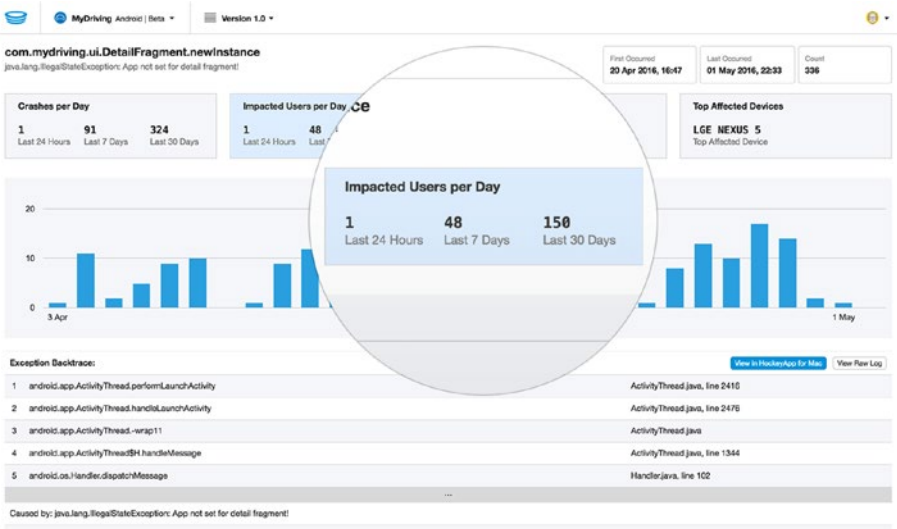 MyDriving Android | Beta
Version 1.0
com.mydriving.ui.DetailFragment.newInstance
java.lang.IllegalStateException: App not set for detail fragment!
First Occurred
20 Apr 2016, 16:47
Last Occurred
01 May 2016, 22:33
Count
336
Crashes per Day
1 91 324
Last 24 Hours Last 7 Days Last 30 Days
Impacted Users per Day
1 48
Last 24 Hours Last
ce
Impacted Users per Day
1 48 150
Last 24 Hours Last 7 Days Last 30 Days
Top Affected Devices
LGE NEXUS 5
Top Affected Device
20
10
0
3 Apr 1 May
Exception Backtrace:
View in HockeyApp for Mac View Raw Log
1 android.app.ActivityThread.performLaunchActivity ActivityThread.java, line 2416
2 android.app.ActivityThread.handleLaunchActivity ActivityThread.java, line 2476
3 android.app.ActivityThread.-wrap11 ActivityThread.java
4 android.app.ActivityThread$H.handleMessage ActivityThread.java, line 1344
5 android.os.Handler.dispatchMessage Handler.java, line 102
...
Caused by: java.lang.IllegalStateException: App not set for detail fragment!